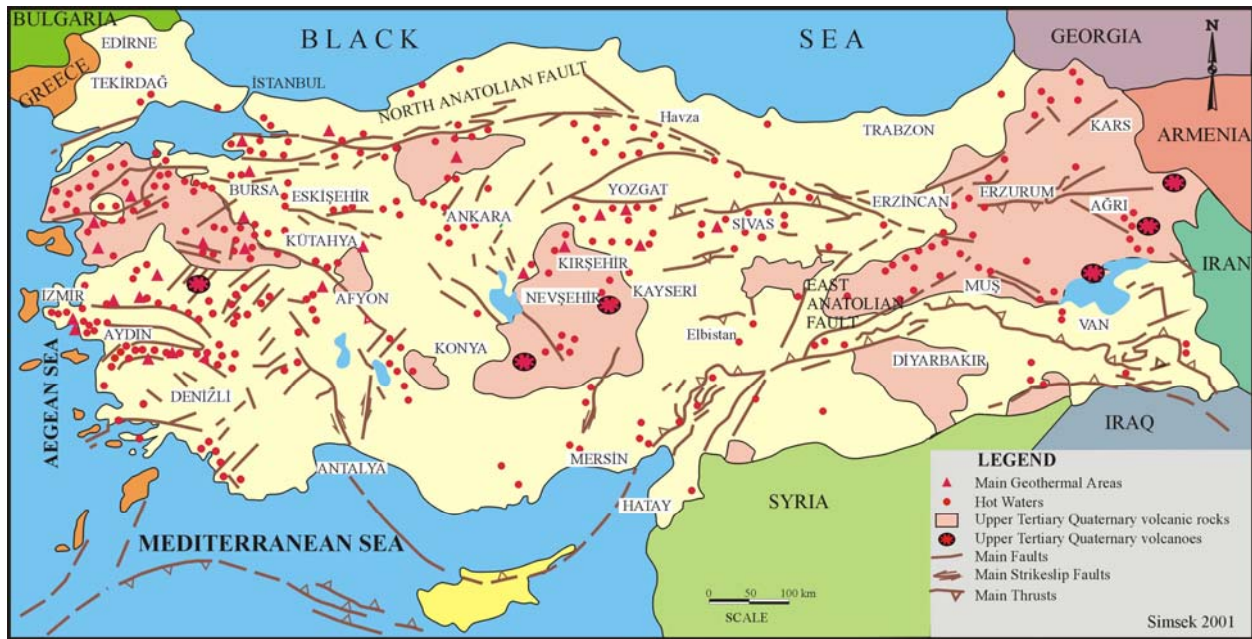 BULGARIA
EDİRNE
BLACK SEA
GEORGIA
N
GREECE
TEKİRDAĞ
İSTANBUL
NORTH ANATOLIAN FAULT
Havza
TRABZON
KARS
ARMENIA
BURSA
ESKİŞEHİR
ANKARA
YOZGAT
SİVAS
ERZİNCAN
ERZURUM
AĞRI
KÜTAHYA
KIRŞEHİR
IRAN
İZMIR
AFYON
NEVŞEHİR
KAYSERİ
EAST
ANATOLIAN
FAULT
MUŞ
VAN
AYDIN
KONYA
Elbistan
DİYARBAKIR
AEGEAN SEA
DENİZLİ
IRAQ
ANTALYA
MERSİN
HATAY
SYRIA
MEDITERRANEAN SEA
LEGEND
Main Geothermal Areas
Hot Waters
Upper Tertiary Quaternary volcanic rocks
Upper Tertiary Quaternary volcanoes
Main Faults
Main Strikeslip Faults
Main Thrusts
0 50 100 km
SCALE
Simsek 2001